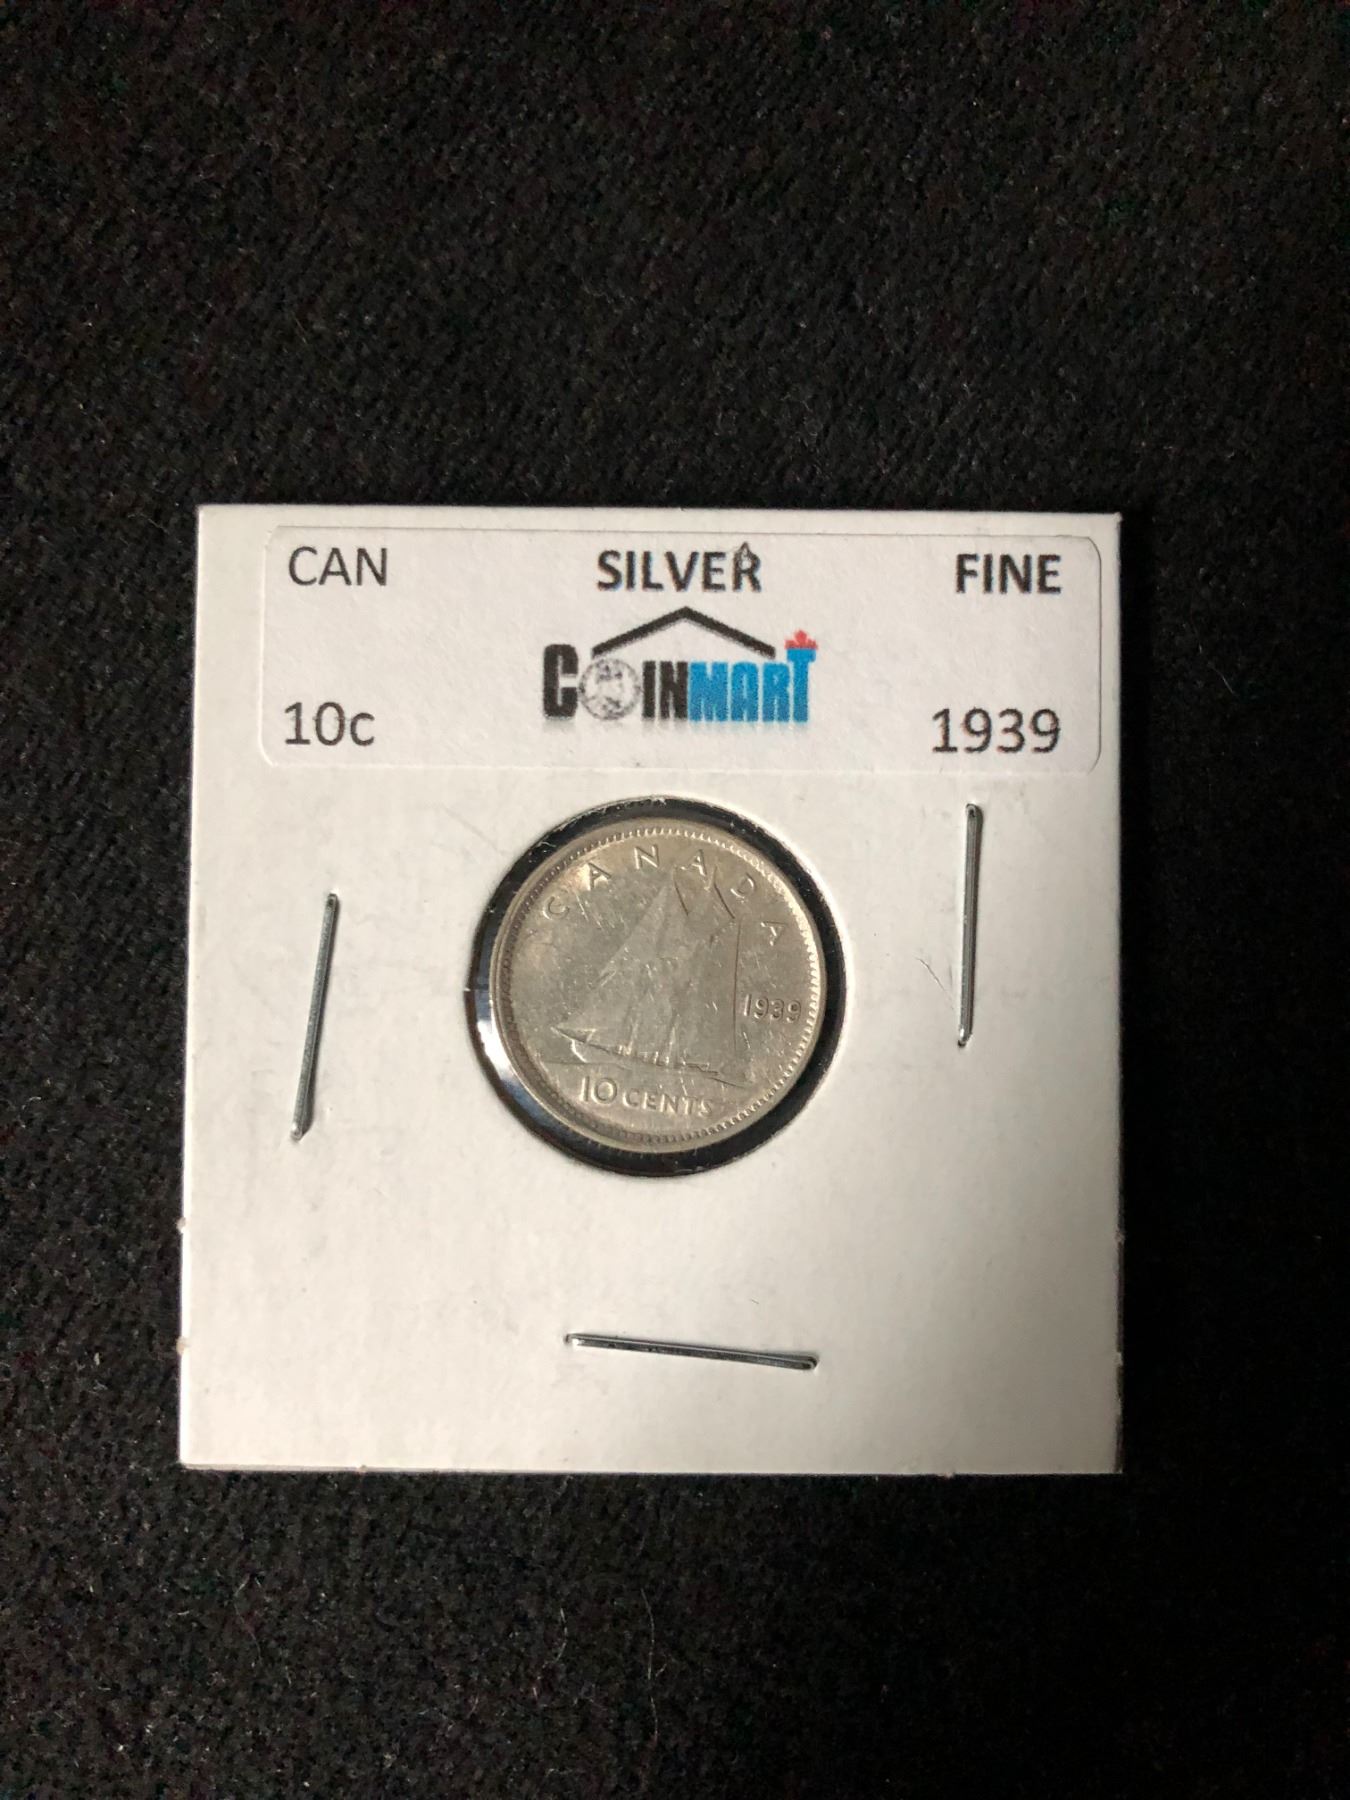 CAN SILVER FINE
COINMART
10c 1939
CANADA
1939
10 CENTS